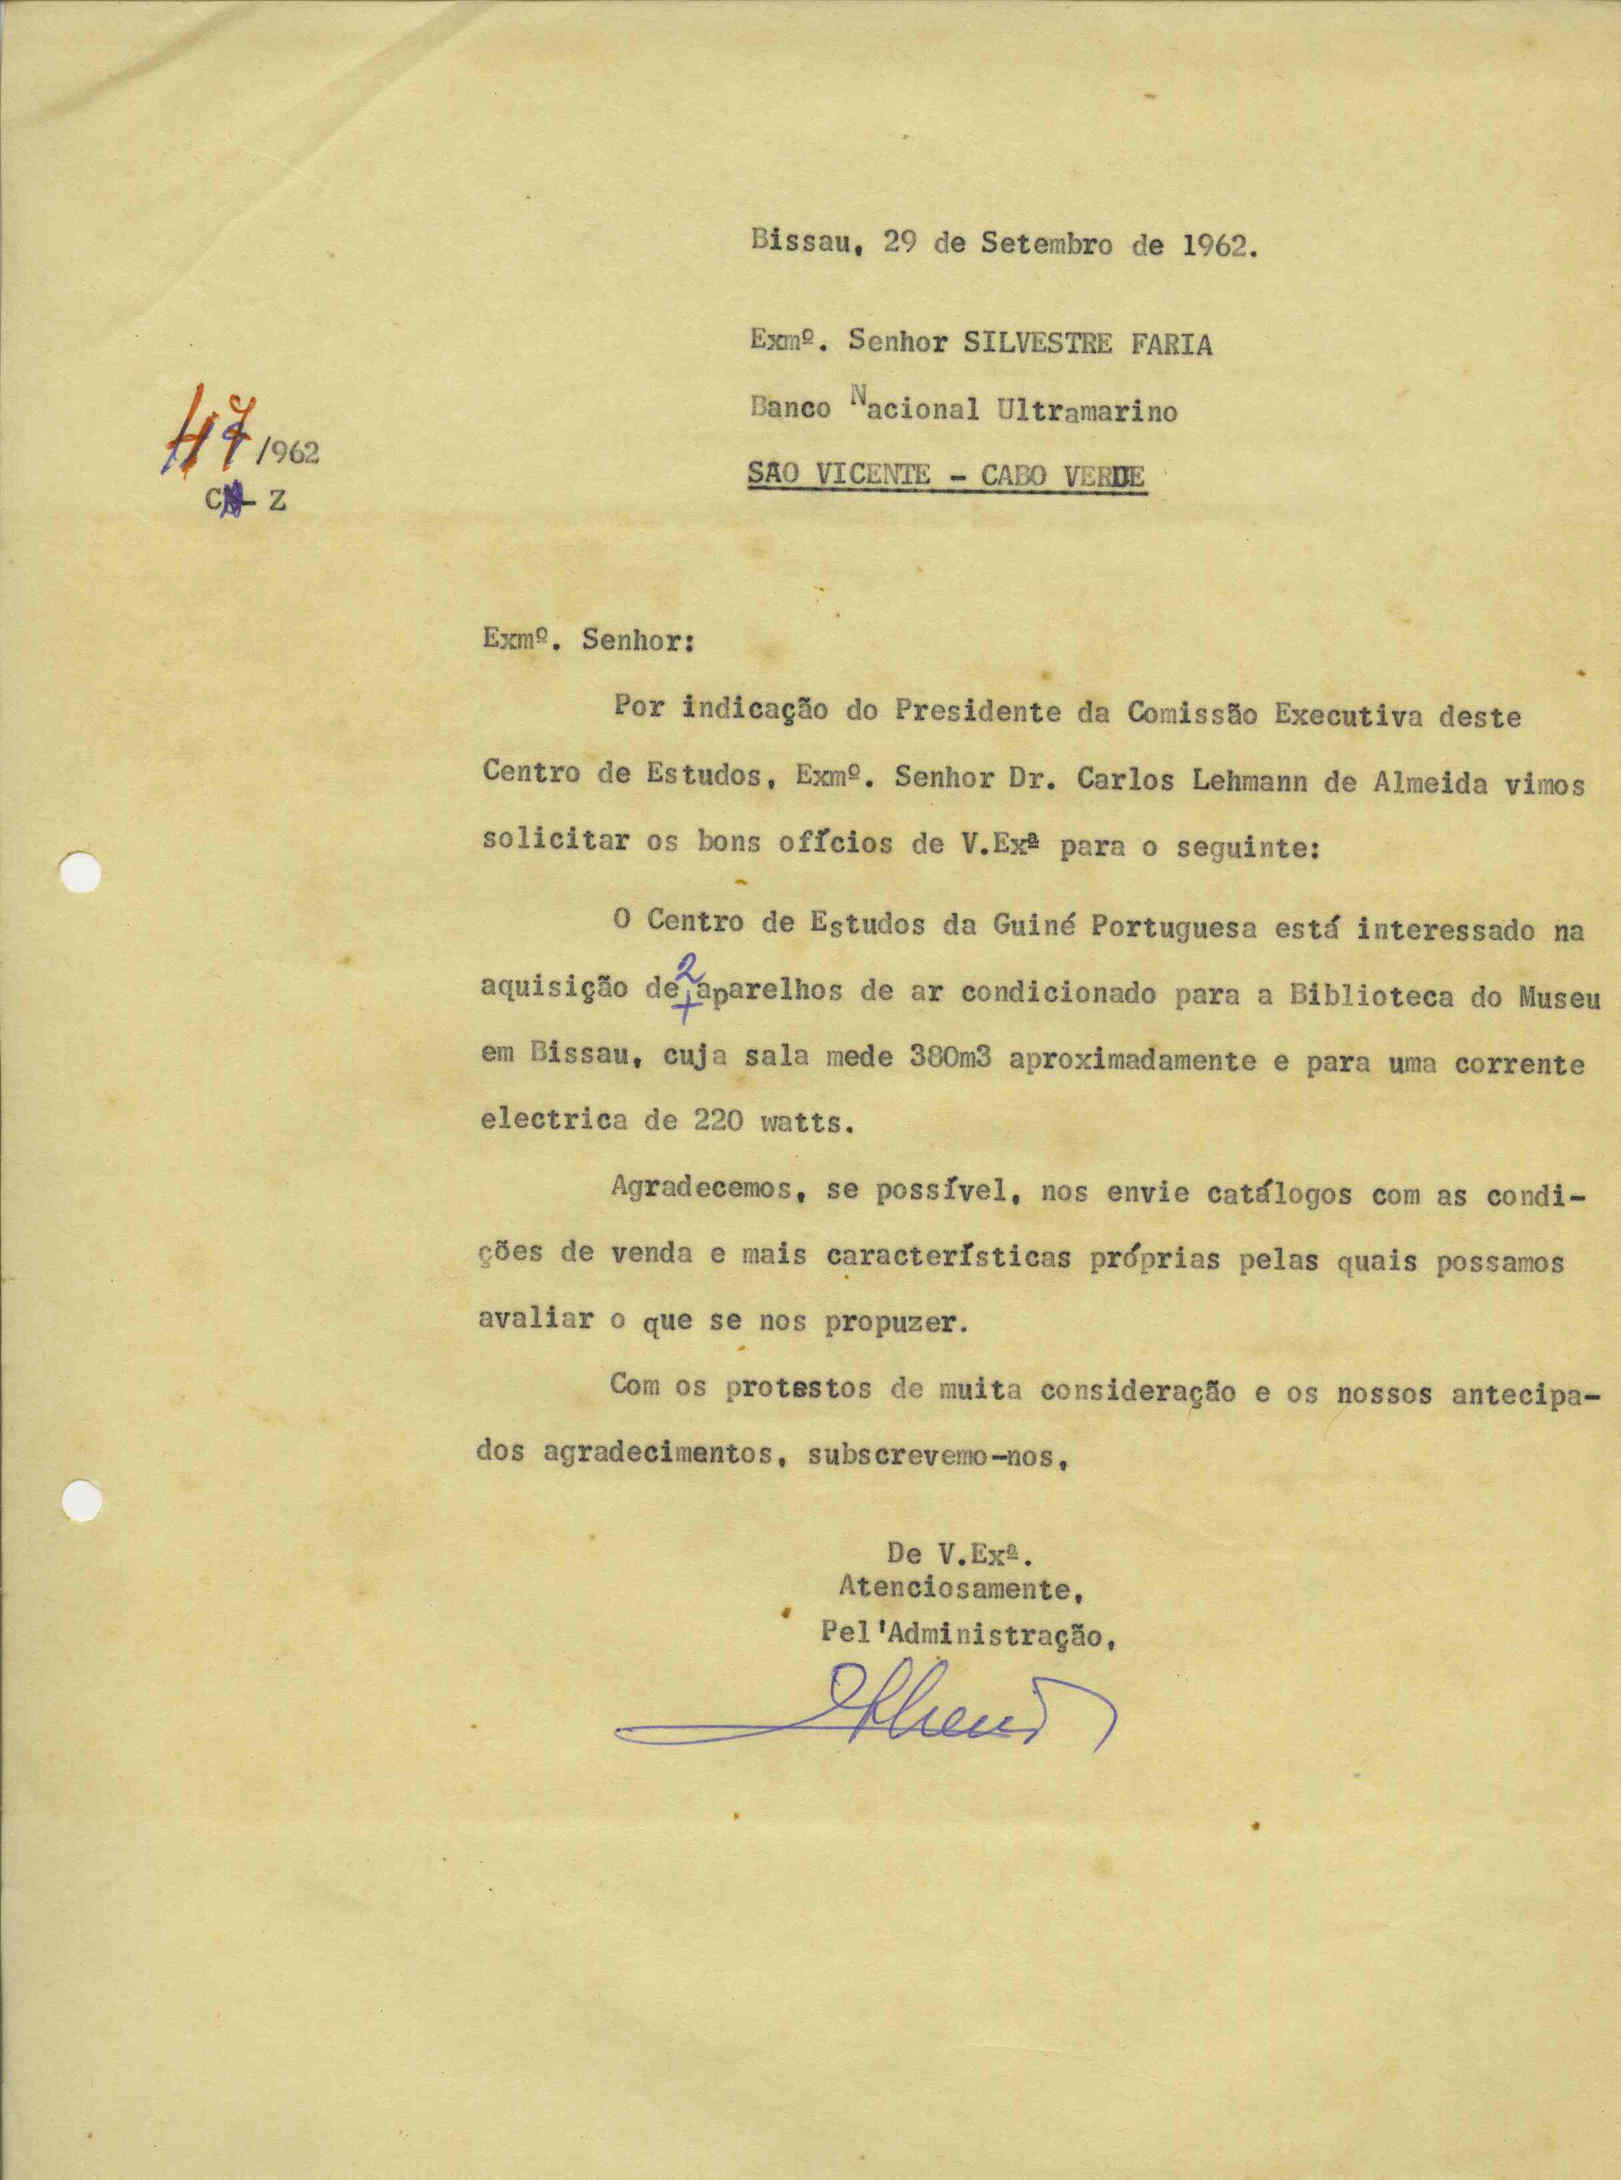 Bissau, 29 de Setembro de 1962.
Exmº. Senhor SILVESTRE FARIA
Banco Nacional Ultramarino
47/962
SAO VICENTE - CABO VERDE
Z
Exmº. Senhor:
Por indicação do Presidente da Comissão Executiva deste
Centro de Estudos, Exmº. Senhor Dr. Carlos Lehmann de Almeida vimos
solicitar os bons ofícios de V.Exª para o seguinte:
O Centro de Estudos da Guiné Portuguesa está interessado na
aquisição de 2 aparelhos de ar condicionado para a Biblioteca do Museu
em Bissau, cuja sala mede 380m3 aproximadamente e para uma corrente
electrica de 220 watts.
Agradecemos, se possível, nos envie catálogos com as condi-
ções de venda e mais características próprias pelas quais possamos
avaliar o que se nos propuzer.
Com os protestos de muita consideração e os nossos antecipa-
dos agradecimentos, subscrevemo-nos,
De V.Exª.
Atenciosamente,
Pel'Administração,